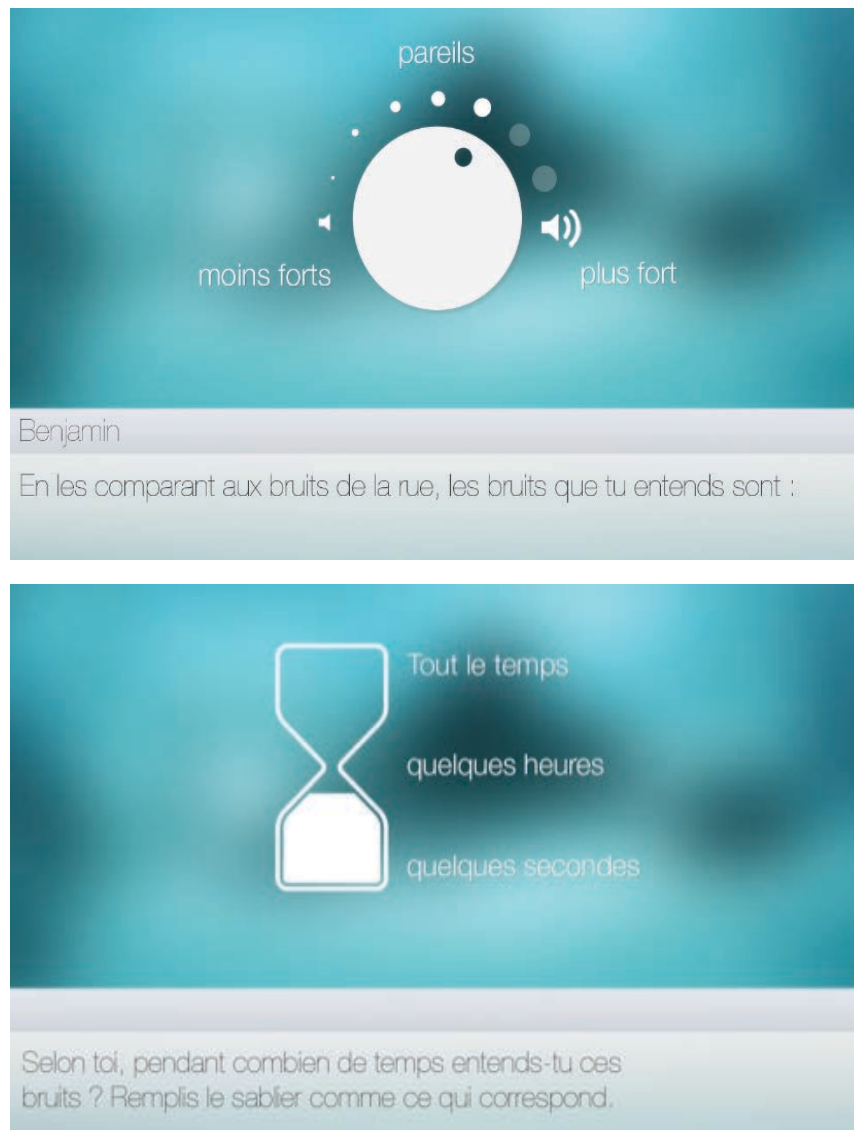 pareils
moins forts
plus fort
Benjamin
En les comparant aux bruits de la rue, les bruits que tu entends sont :
Tout le temps
quelques heures
quelques secondes
Selon toi, pendant combien de temps entends-tu ces
bruits ? Remplis le sablier comme ce qui correspond.